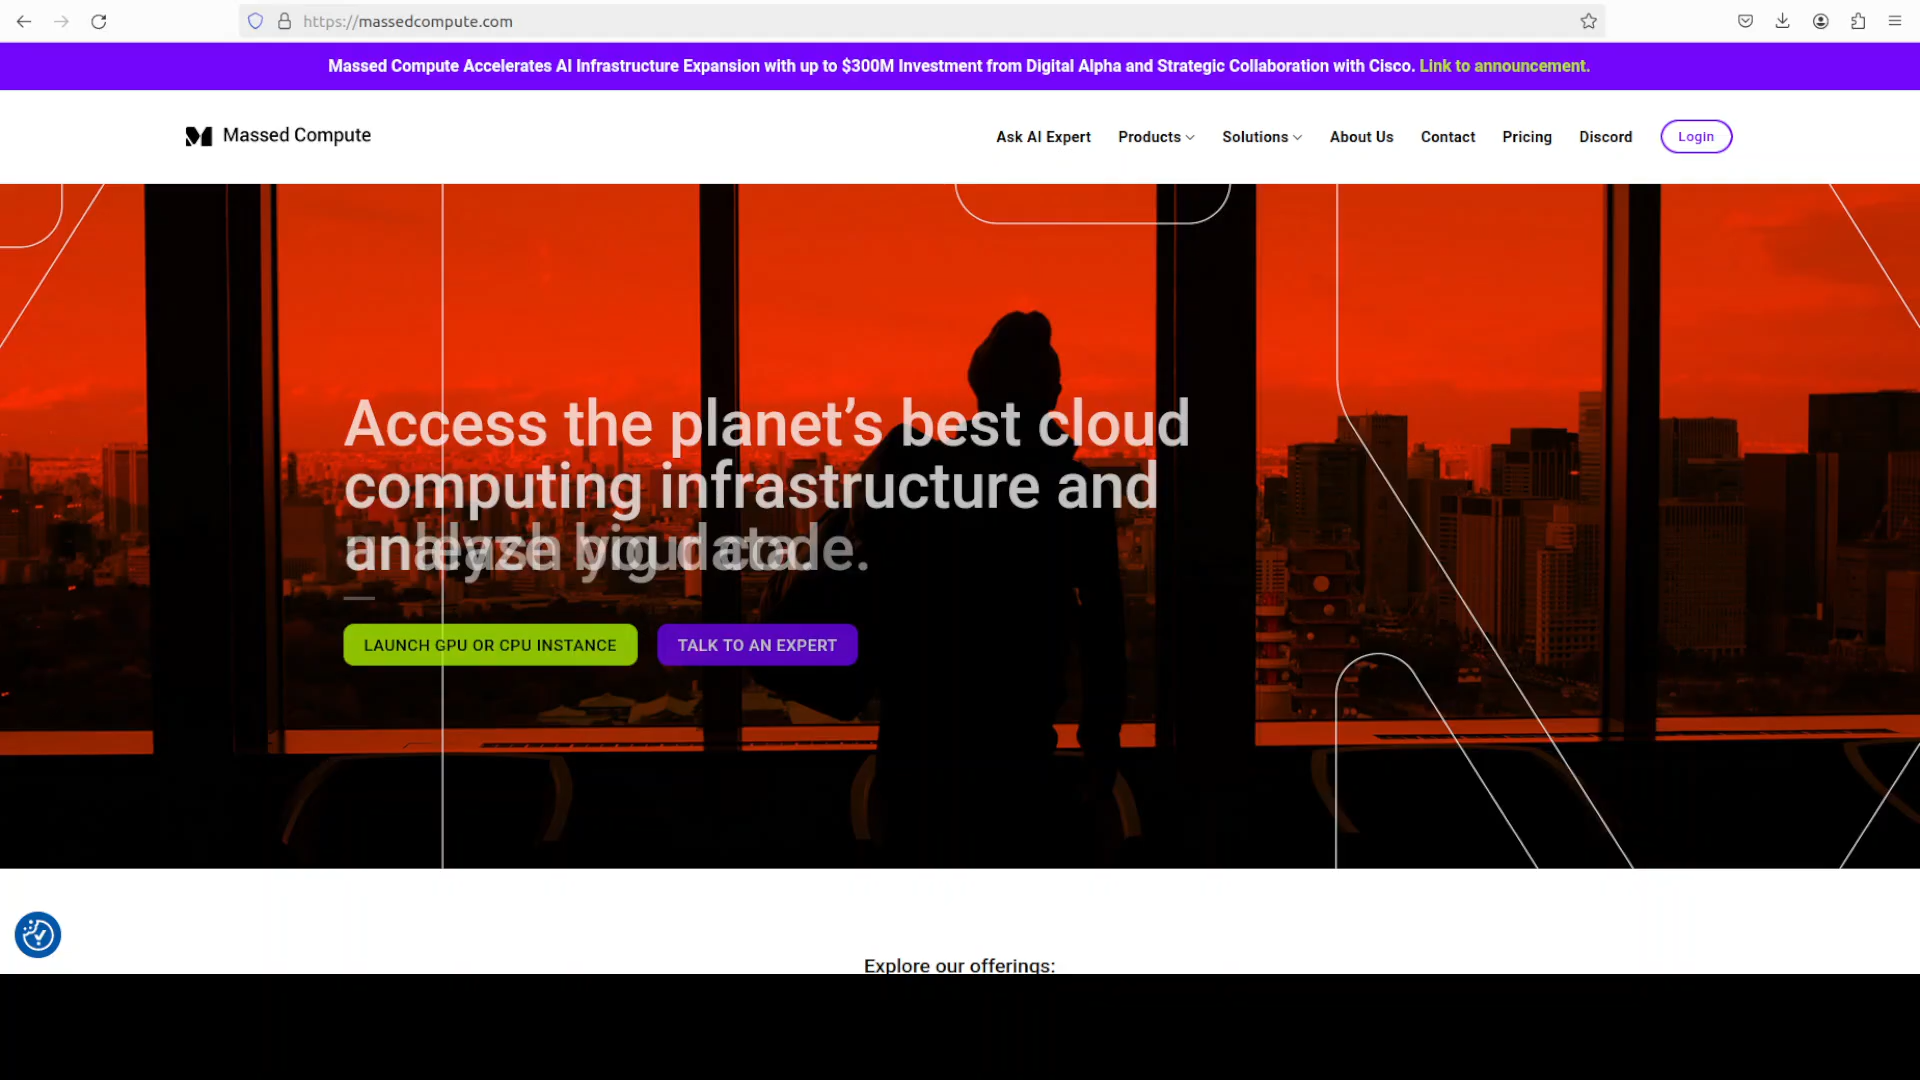 https://massedcompute.com
Massed Compute Accelerates AI Infrastructure Expansion with up to $300M Investment from Digital Alpha and Strategic Collaboration with Cisco. Link to announcement.
Massed Compute
Ask AI Expert
Products
Solutions
About Us
Contact
Pricing
Discord
Login
Access the planet’s best cloud
computing infrastructure and
analyze big data.
LAUNCH GPU OR CPU INSTANCE
TALK TO AN EXPERT
Explore our offerings: